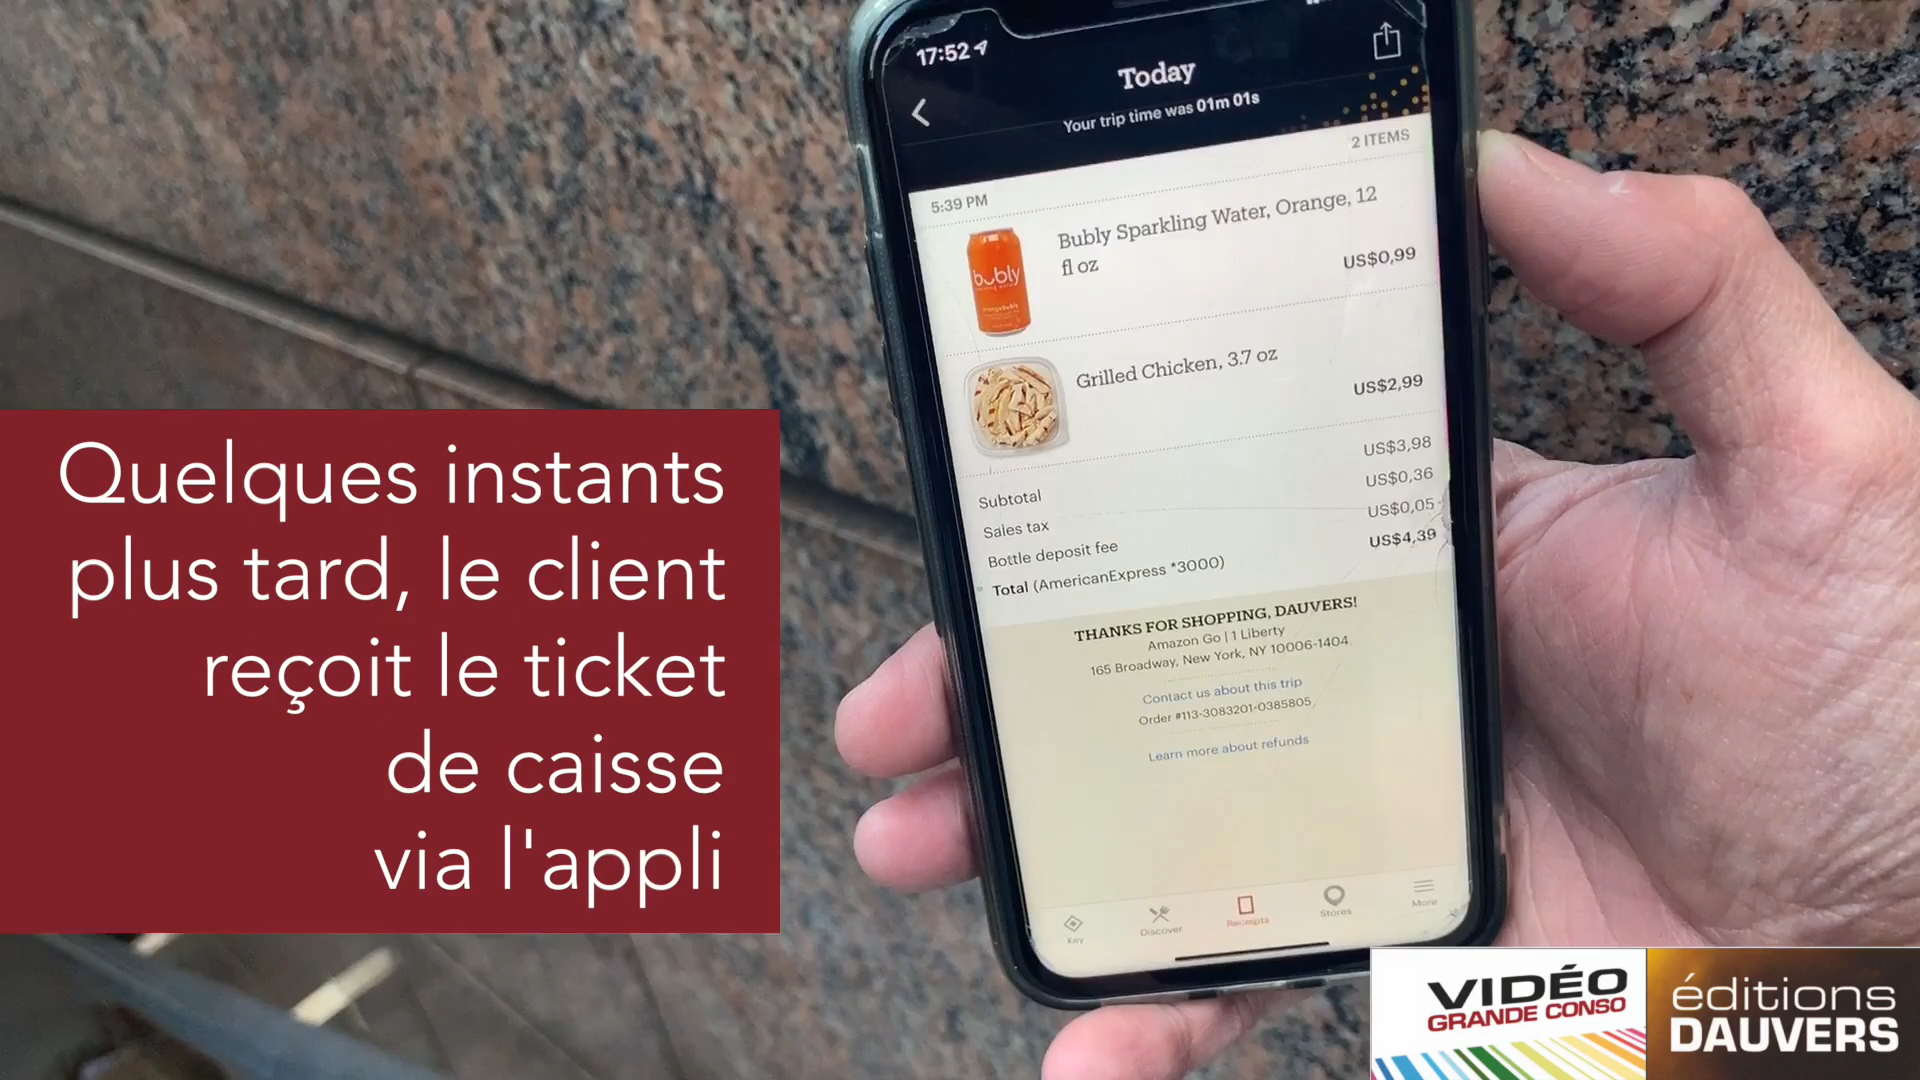 17:52
Today
Your trip time was 01m 01s
2 ITEMS
5:39 PM
bubly
Bubly Sparkling Water, Orange, 12
fl oz
US$0,99
Grilled Chicken, 3.7 oz
US$2,99
Subtotal US$3,98
Sales tax US$0,36
Bottle deposit fee US$0,05
Total (AmericanExpress *3000) US$4,39
THANKS FOR SHOPPING, DAUVERS!
Amazon Go | 1 Liberty
165 Broadway, New York, NY 10006-1404
Contact us about this trip
Order #113-3083201-0385805
Learn more about refunds
Key
Discover
Receipts
Stores
More
Quelques instants
plus tard, le client
reçoit le ticket
de caisse
via l'appli
VIDÉO
GRANDE CONSO
éditions
DAUVERS